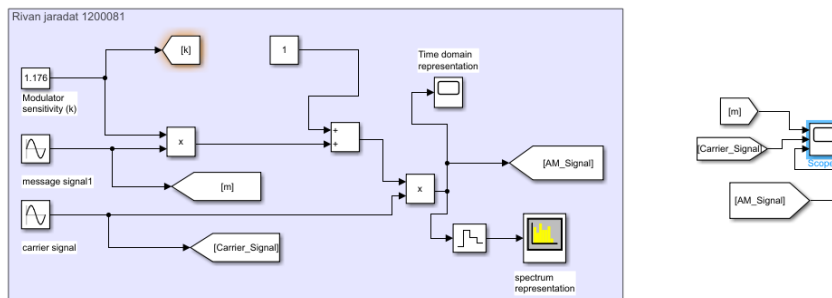 Rivan jaradat 1200081
[k]
1
Time domain
representation
1.176
Modulator
sensitivity (k)
x
+
+
[m]
[Carrier_Signal]
Scope
message signal1
[m]
x
[AM_Signal]
[AM_Signal]
carrier signal
[Carrier_Signal]
spectrum
representation